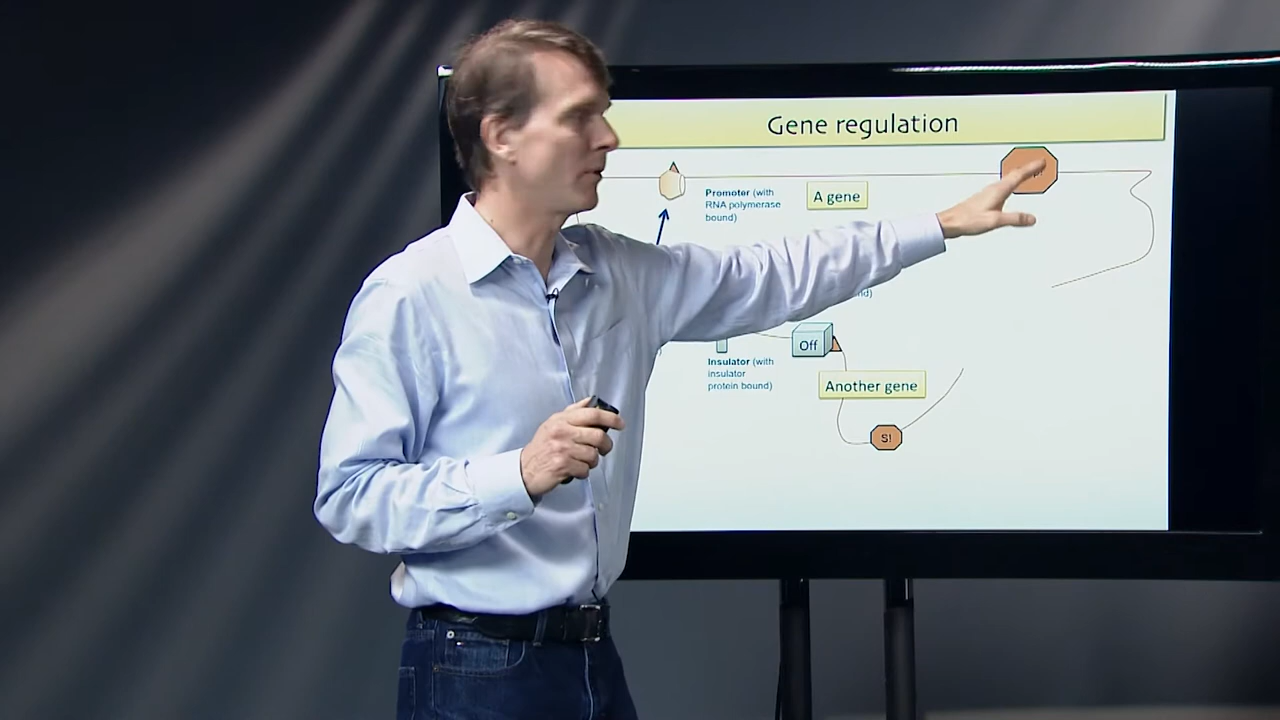 Gene regulation
Promoter (with
RNA polymerase
bound)
A gene
Off
Insulator (with
insulator
protein bound)
Another gene
S!